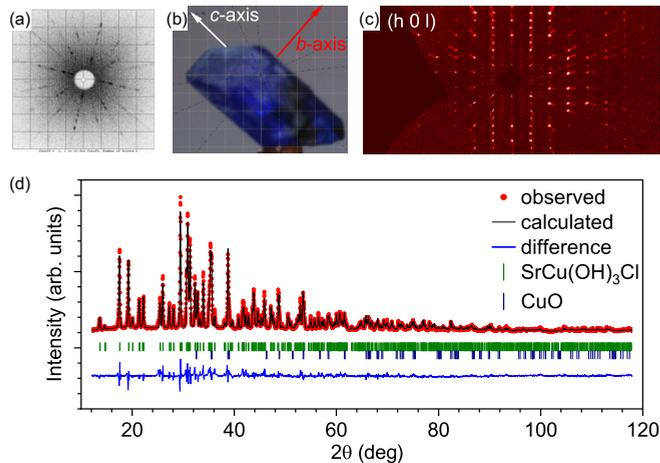 (a)
(b)
c-axis
b-axis
(c)
(h 0 l)
(d)
Intensity (arb. units)
observed
calculated
difference
SrCu(OH)₃Cl
CuO
20 40 60 80 100 120
2θ (deg)